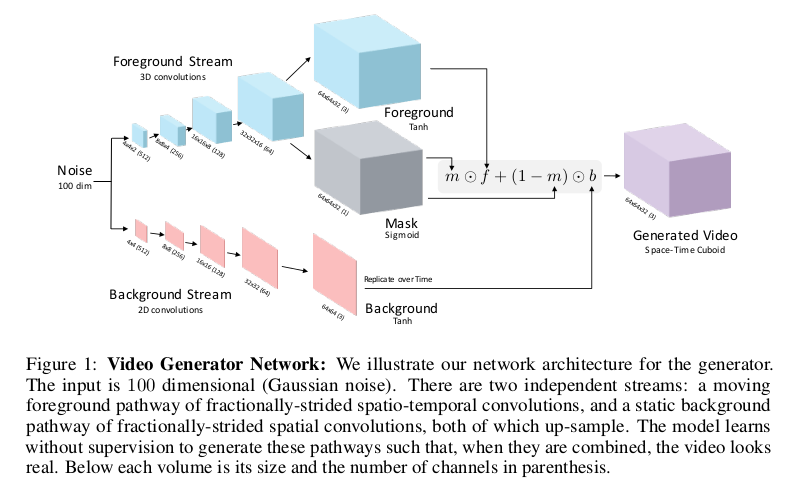 Foreground Stream
3D convolutions
4x4x2 (512)
8x8x4 (256)
16x16x8 (128)
32x32x16 (64)
64x64x32 (3)
Foreground
Tanh
Noise
100 dim
64x64x32 (1)
Mask
Sigmoid
m ⊙ f + (1 − m) ⊙ b
64x64x32 (3)
Generated Video
Space-Time Cuboid
4x4 (512)
8x8 (256)
16x16 (128)
32x32 (64)
64x64 (3)
Background Stream
2D convolutions
Replicate over Time
Background
Tanh
Figure 1: Video Generator Network: We illustrate our network architecture for the generator.
The input is 100 dimensional (Gaussian noise). There are two independent streams: a moving
foreground pathway of fractionally-strided spatio-temporal convolutions, and a static background
pathway of fractionally-strided spatial convolutions, both of which up-sample. The model learns
without supervision to generate these pathways such that, when they are combined, the video looks
real. Below each volume is its size and the number of channels in parenthesis.